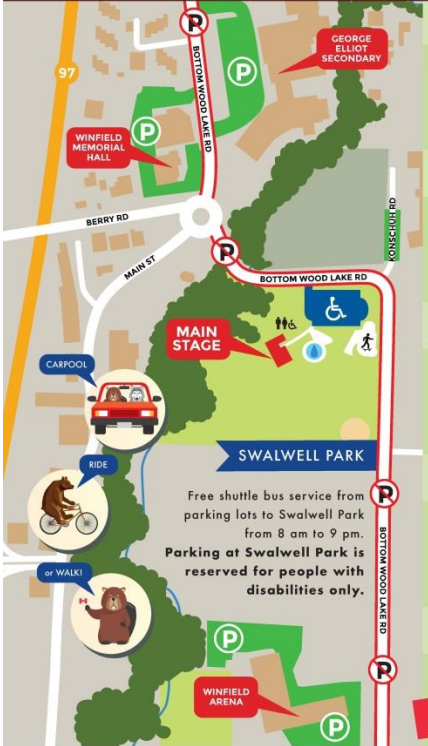 P
BOTTOM WOOD LAKE RD
GEORGE
ELLIOT
SECONDARY
P
97
P
WINFIELD
MEMORIAL
HALL
BERRY RD
MAIN ST
P
KONSCHUH RD
BOTTOM WOOD LAKE RD
MAIN
STAGE
CARPOOL
SWALWELL PARK
RIDE
Free shuttle bus service from
parking lots to Swalwell Park
from 8 am to 9 pm.
Parking at Swalwell Park is
reserved for people with
disabilities only.
P
BOTTOM WOOD LAKE RD
or WALK!
P
P
WINFIELD
ARENA
P